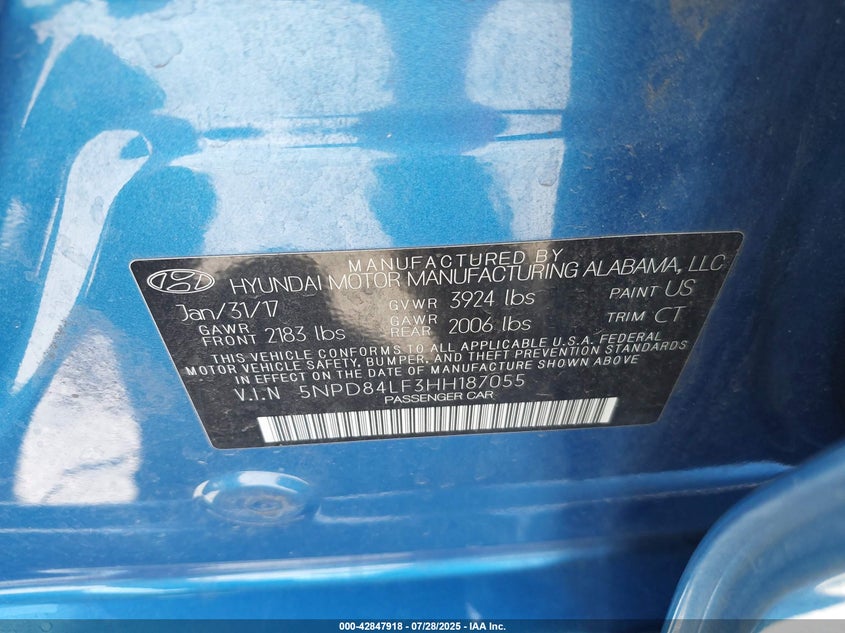 MANUFACTURED BY
HYUNDAI MOTOR MANUFACTURING ALABAMA, LLC
Jan/31/17 GVWR 3924 lbs PAINT US
GAWR FRONT 2183 lbs GAWR REAR 2006 lbs TRIM CT
THIS VEHICLE CONFORMS TO ALL APPLICABLE U.S.A. FEDERAL
MOTOR VEHICLE SAFETY, BUMPER, AND THEFT PREVENTION STANDARDS
IN EFFECT ON THE DATE OF MANUFACTURE SHOWN ABOVE
V.I.N 5NPD84LF3HH187055
PASSENGER CAR
000-42847918 - 07/28/2025 - IAA Inc.